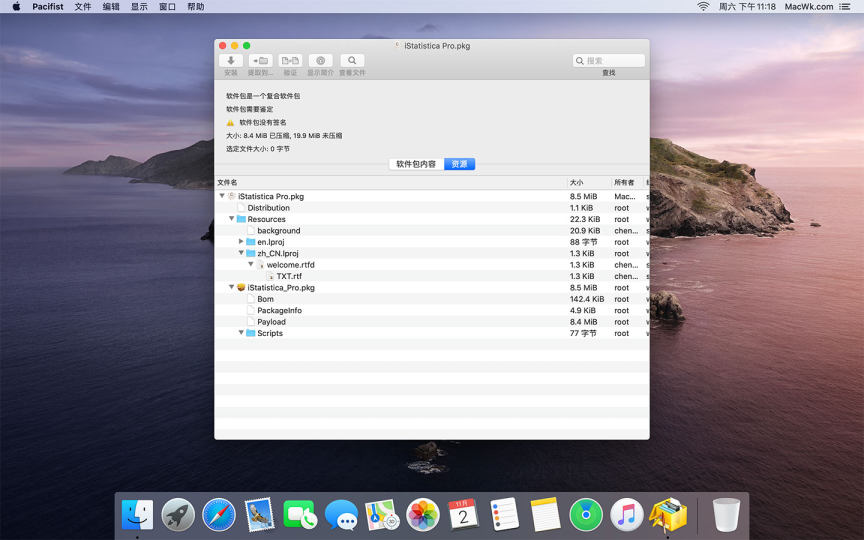 Pacifist 文件 编辑 显示 窗口 帮助 周六 下午11:18 MacWk.com
iStatistica Pro.pkg
搜索
安装 提取到... 验证 显示简介 查看文件 查找
软件包是一个复合软件包
软件包需要鉴定
软件包没有签名
大小: 8.4 MiB 已压缩, 19.9 MiB 未压缩
选定文件大小: 0 字节
软件包内容 资源
文件名 大小 所有者
iStatistica Pro.pkg 8.5 MiB Mac...
Distribution 1.1 KiB root
Resources 22.3 KiB root
background 20.9 KiB chen...
en.lproj 88 字节 root
zh_CN.lproj 1.3 KiB root
welcome.rtfd 1.3 KiB chen...
TXT.rtf 1.3 KiB chen...
iStatistica_Pro.pkg 8.5 MiB root
Bom 142.4 KiB root
PackageInfo 4.9 KiB root
Payload 8.4 MiB root
Scripts 77 字节 root
11月
2